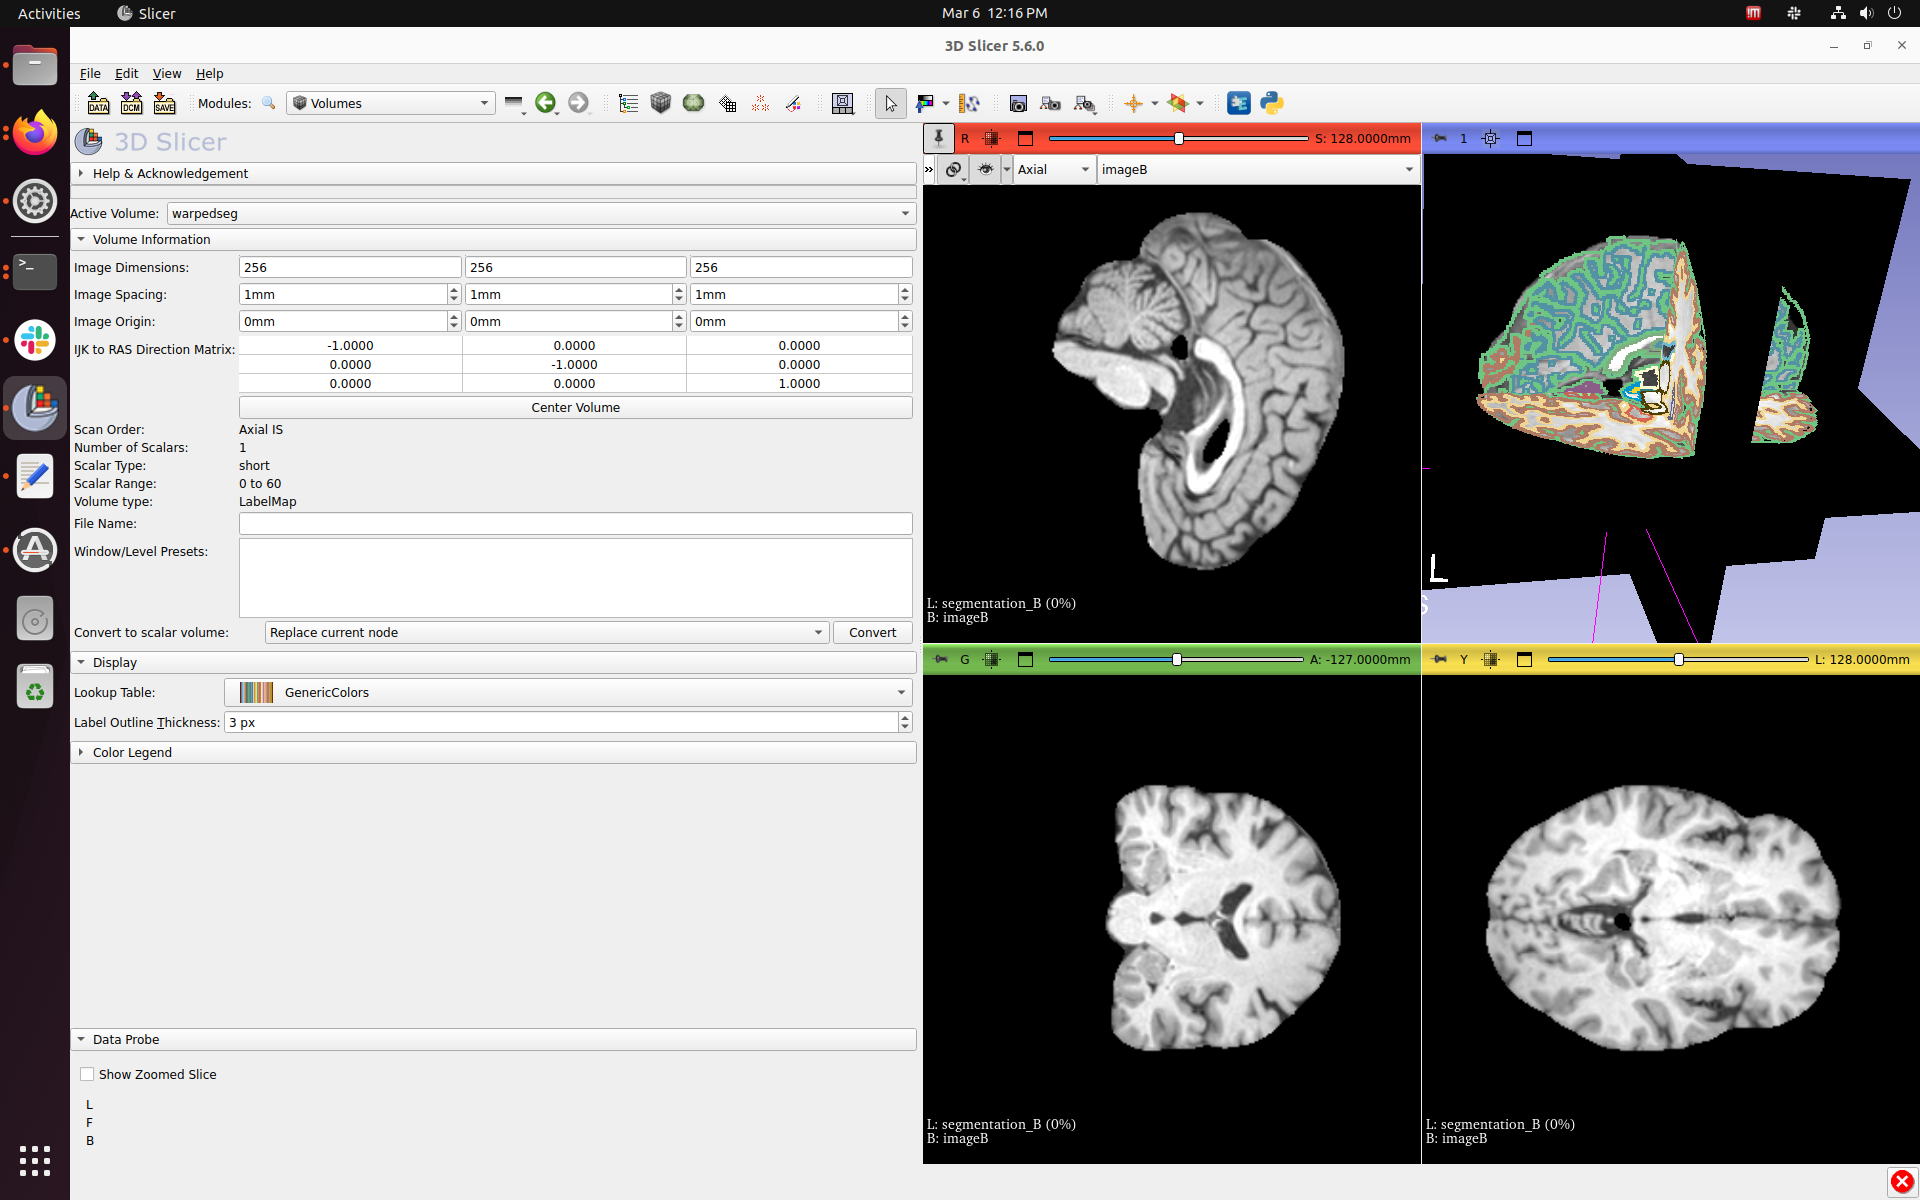 Activities
Slicer
Mar 6 12:16 PM
3D Slicer 5.6.0
File Edit View Help
DATA DCM SAVE Modules: Volumes
3D Slicer
Help & Acknowledgement
Active Volume: warpedseg
Volume Information
Image Dimensions: 256 256 256
Image Spacing: 1mm 1mm 1mm
Image Origin: 0mm 0mm 0mm
IJK to RAS Direction Matrix: -1.0000 0.0000 0.0000
0.0000 -1.0000 0.0000
0.0000 0.0000 1.0000
Center Volume
Scan Order: Axial IS
Number of Scalars: 1
Scalar Type: short
Scalar Range: 0 to 60
Volume type: LabelMap
File Name:
Window/Level Presets:
Convert to scalar volume: Replace current node Convert
Display
Lookup Table: GenericColors
Label Outline Thickness: 3 px
Color Legend
Data Probe
Show Zoomed Slice
L
F
B
R S: 128.0000mm
» Axial imageB
L: segmentation_B (0%)
B: imageB
1
L
S
G A: -127.0000mm
L: segmentation_B (0%)
B: imageB
Y L: 128.0000mm
L: segmentation_B (0%)
B: imageB